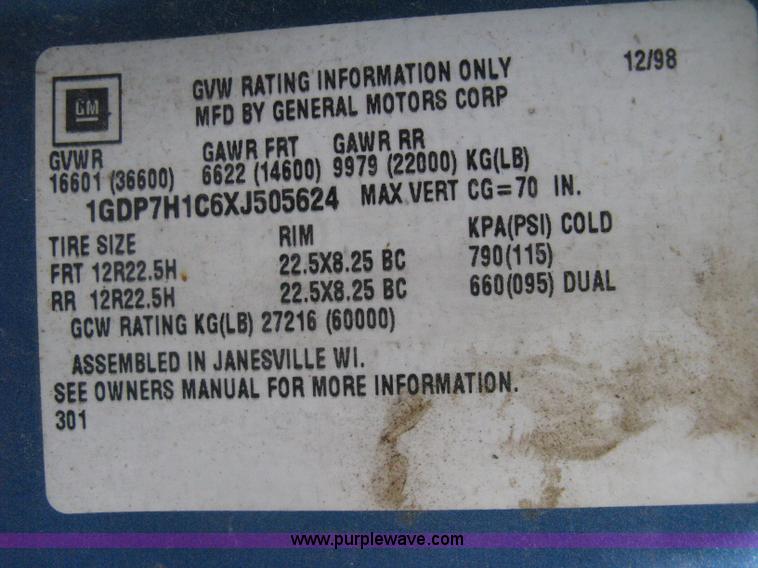 GM
GVW RATING INFORMATION ONLY 12/98
MFD BY GENERAL MOTORS CORP
GVWR GAWR FRT GAWR RR
16601 (36600) 6622 (14600) 9979 (22000) KG(LB)
1GDP7H1C6XJ505624 MAX VERT CG=70 IN.
TIRE SIZE RIM KPA(PSI) COLD
FRT 12R22.5H 22.5X8.25 BC 790(115)
RR 12R22.5H 22.5X8.25 BC 660(095) DUAL
GCW RATING KG(LB) 27216 (60000)
ASSEMBLED IN JANESVILLE WI.
SEE OWNERS MANUAL FOR MORE INFORMATION.
301
www.purplewave.com